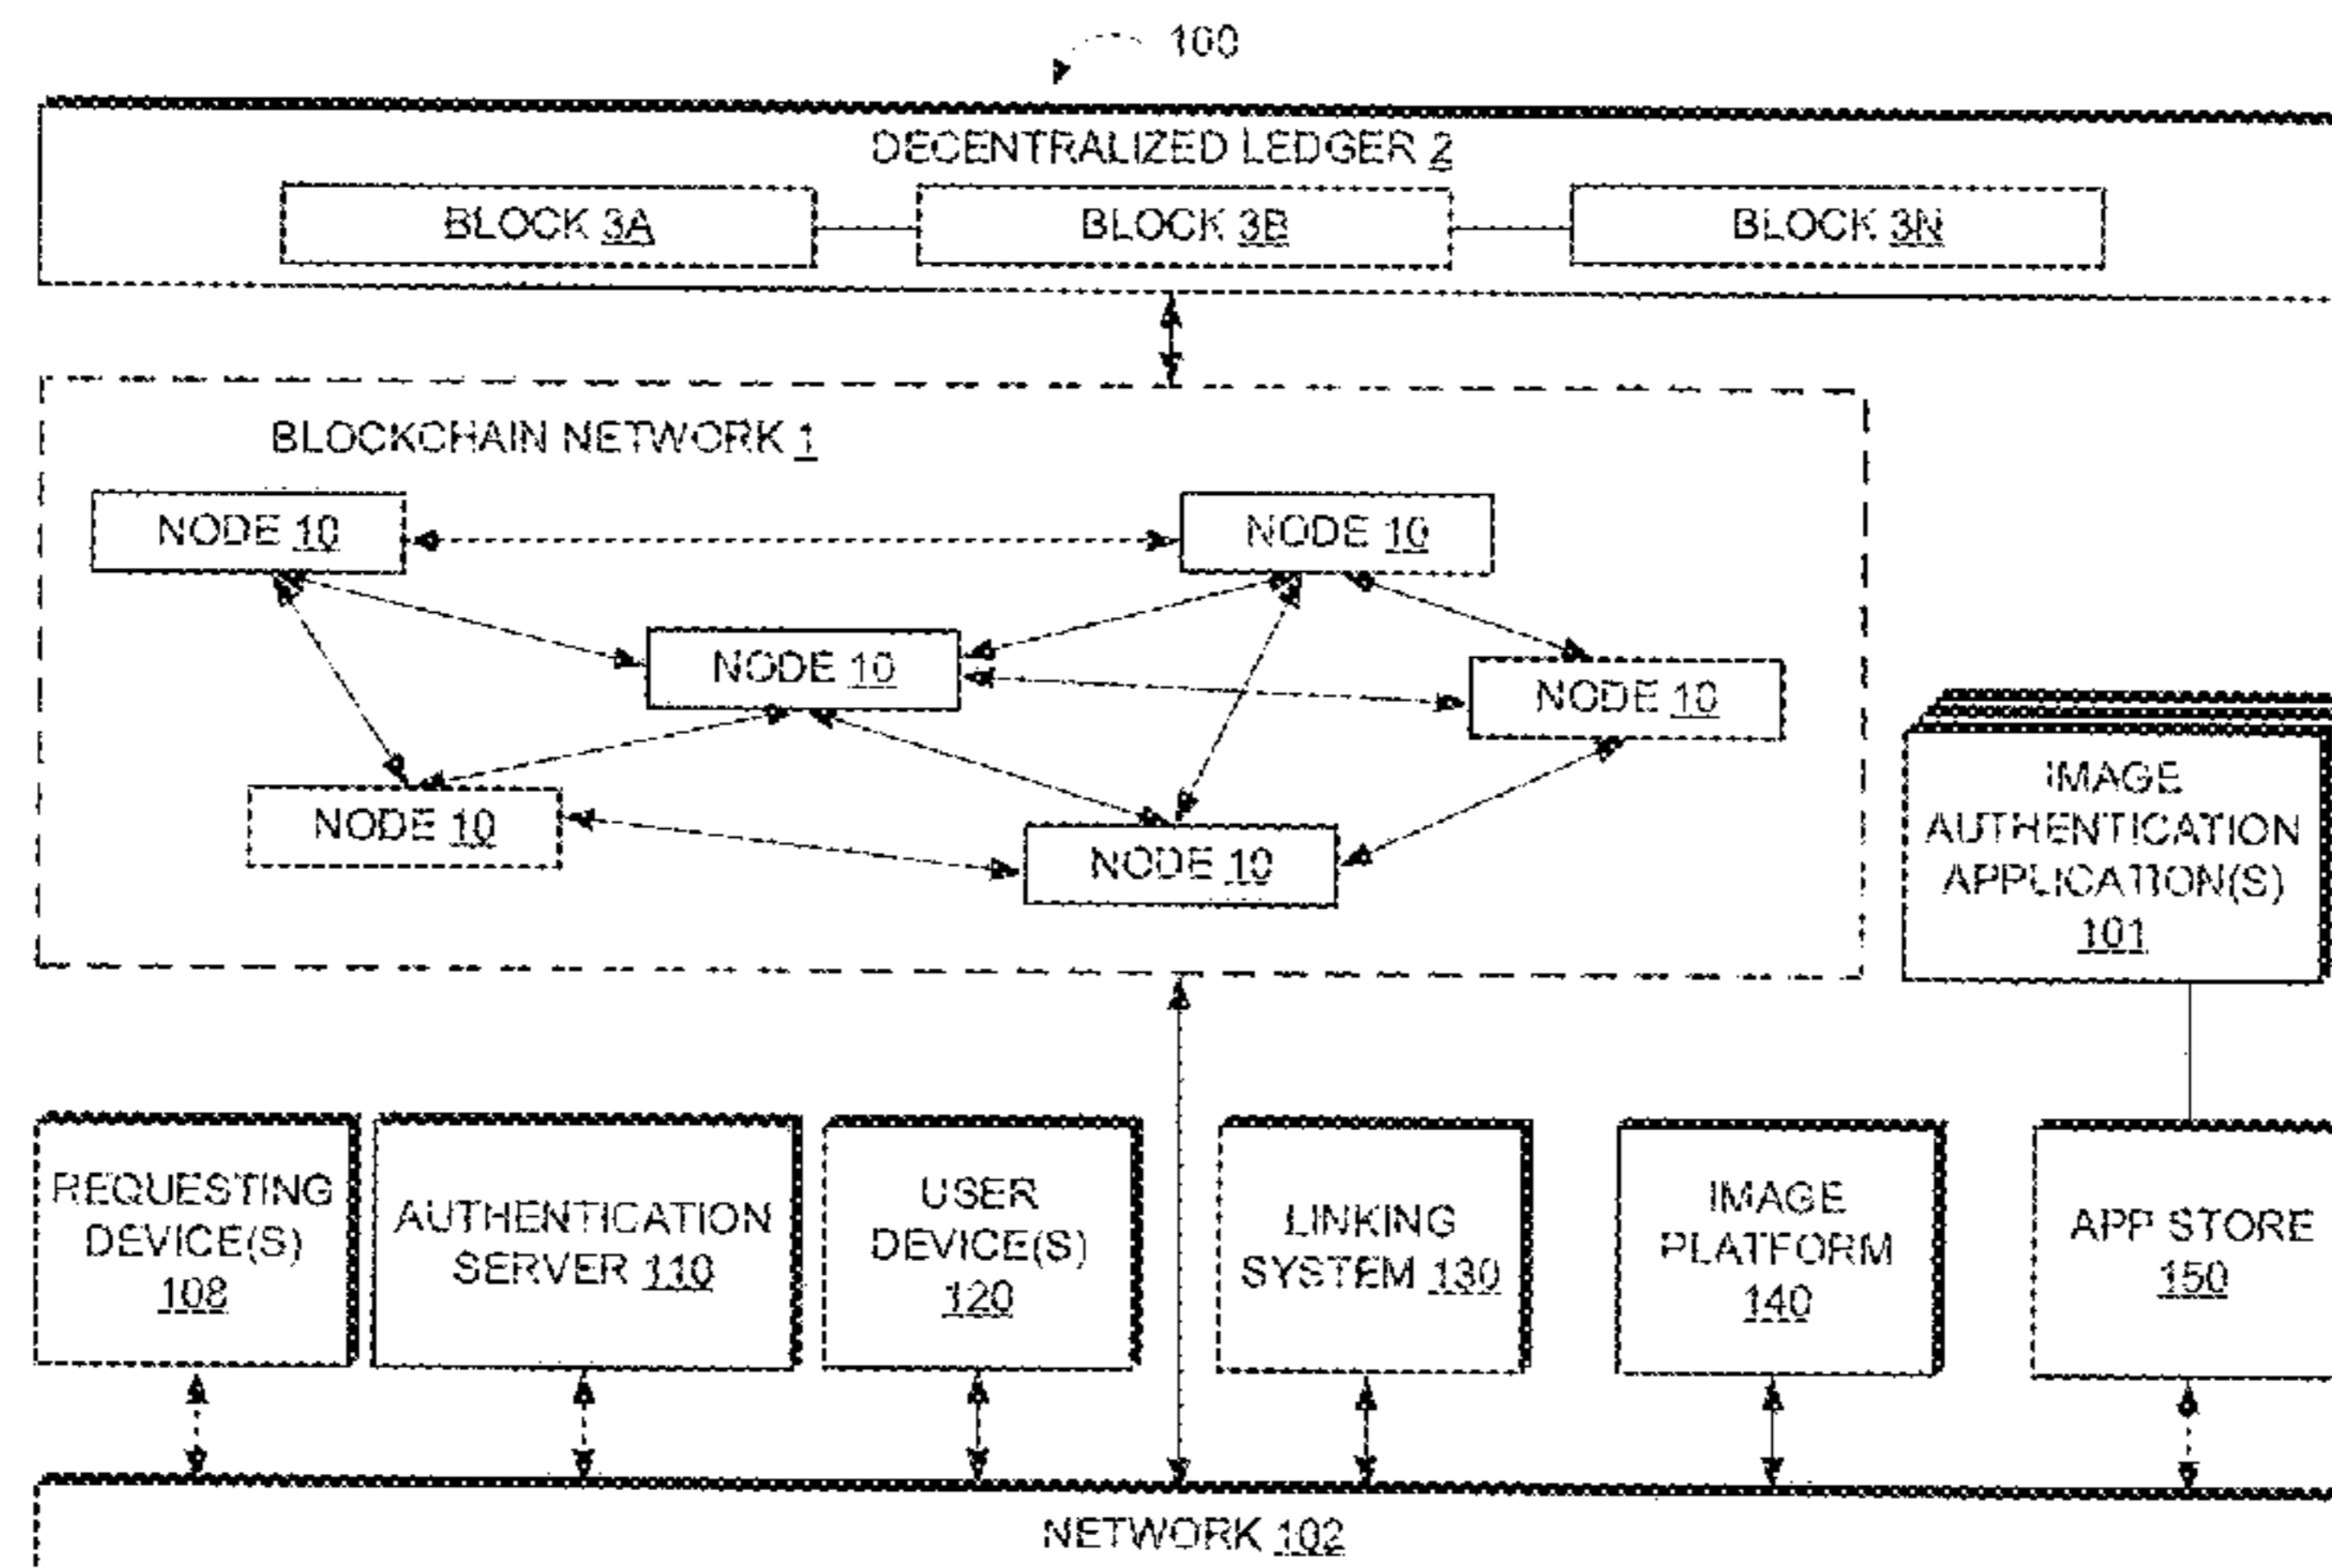 100
DECENTRALIZED LEDGER 2
BLOCK 3A
BLOCK 3B
BLOCK 3N
BLOCKCHAIN NETWORK 1
NODE 10
NODE 10
NODE 10
NODE 10
NODE 10
NODE 10
IMAGE
AUTHENTICATION
APPLICATION(S)
101
REQUESTING
DEVICE(S)
108
AUTHENTICATION
SERVER 110
USER
DEVICE(S)
120
LINKING
SYSTEM 130
IMAGE
PLATFORM
140
APP STORE
150
NETWORK 102